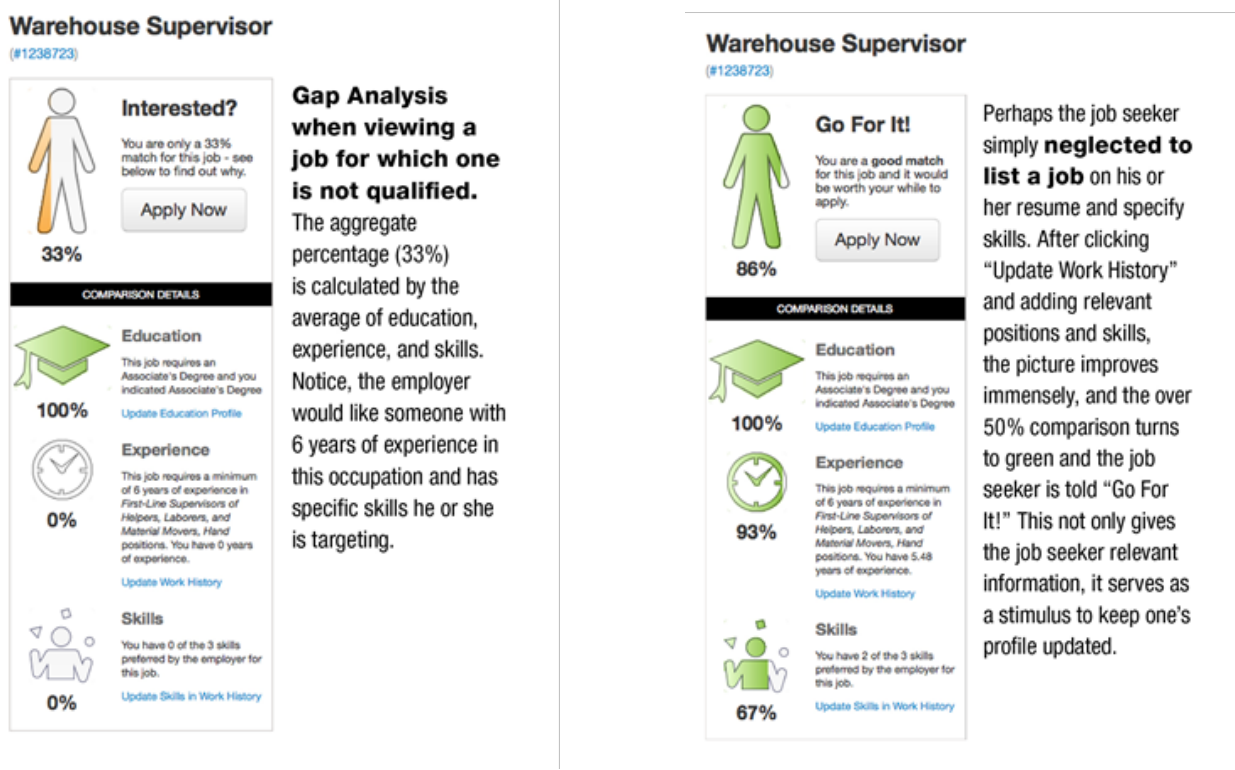 Warehouse Supervisor
(#1238723)
Interested?
You are only a 33%
match for this job - see
below to find out why.
Apply Now
33%
COMPARISON DETAILS
Education
This job requires an
Associate's Degree and you
indicated Associate's Degree
100%
Update Education Profile
Experience
This job requires a minimum
of 6 years of experience in
First-Line Supervisors of
Helpers, Laborers, and
Material Movers, Hand
positions. You have 0 years
of experience.
0%
Update Work History
Skills
You have 0 of the 3 skills
preferred by the employer for
this job.
0%
Update Skills in Work History
Gap Analysis
when viewing a
job for which one
is not qualified.
The aggregate
percentage (33%)
is calculated by the
average of education,
experience, and skills.
Notice, the employer
would like someone with
6 years of experience in
this occupation and has
specific skills he or she
is targeting.
Warehouse Supervisor
(#1238723)
Go For It!
You are a good match
for this job and it would
be worth your while to
apply.
Apply Now
86%
COMPARISON DETAILS
Education
This job requires an
Associate's Degree and you
indicated Associate's Degree
100%
Update Education Profile
Experience
This job requires a minimum
of 6 years of experience in
First-Line Supervisors of
Helpers, Laborers, and
Material Movers, Hand
positions. You have 5.48
years of experience.
93%
Update Work History
Skills
You have 2 of the 3 skills
preferred by the employer for
this job.
67%
Update Skills in Work History
Perhaps the job seeker
simply neglected to
list a job on his or
her resume and specify
skills. After clicking
“Update Work History”
and adding relevant
positions and skills,
the picture improves
immensely, and the over
50% comparison turns
to green and the job
seeker is told “Go For
It!” This not only gives
the job seeker relevant
information, it serves as
a stimulus to keep one’s
profile updated.